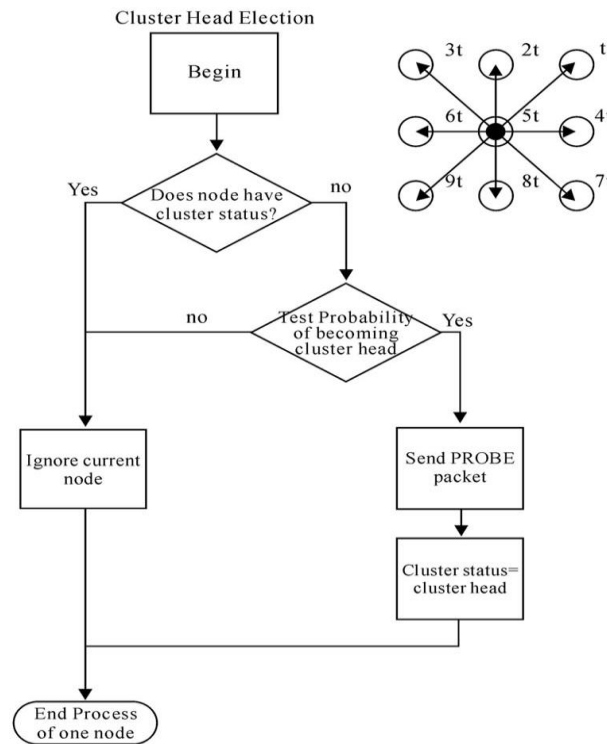 Cluster Head Election
Begin
3t
2t
t
6t
5t
4t
9t
8t
7t
Yes
Does node have
cluster status?
no
no
Test Probability
of becoming
cluster head
Yes
Ignore current
node
Send PROBE
packet
Cluster status=
cluster head
End Process
of one node